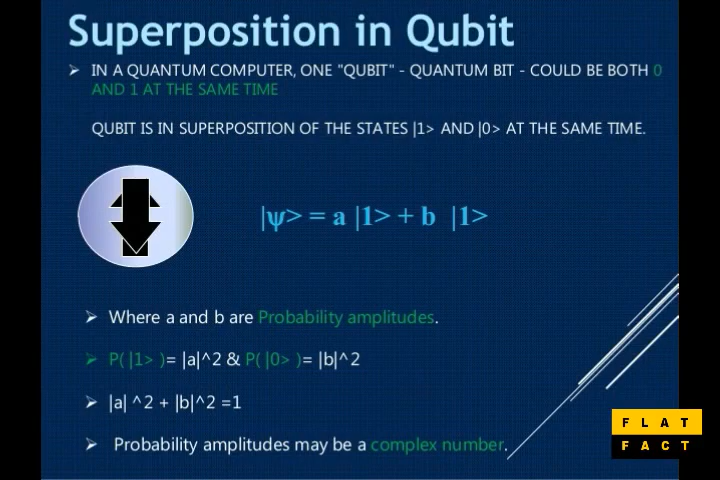 Superposition in Qubit
IN A QUANTUM COMPUTER, ONE "QUBIT" - QUANTUM BIT - COULD BE BOTH 0
AND 1 AT THE SAME TIME
QUBIT IS IN SUPERPOSITION OF THE STATES |1> AND |0> AT THE SAME TIME.
|ψ> = a |1> + b |1>
Where a and b are Probability amplitudes.
P( |1> )= |a|^2 & P( |0> )= |b|^2
|a| ^2 + |b|^2 =1
Probability amplitudes may be a complex number.
FLAT
FACT